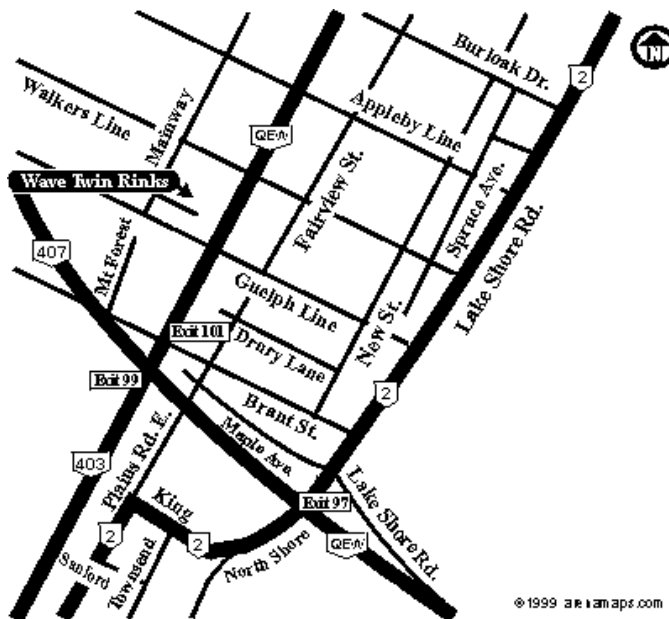 Burloak Dr.
N
2
Walkers Line
Mainway
QEW
Appleby Line
Wave Twin Rinks
Fairview St.
Spruce Ave.
Lake Shore Rd.
407
Mt Forest
Guelph Line
New St.
Exit 101
Drury Lane
Exit 99
Brant St.
2
Maple Ave.
403
Plains Rd. E.
King
Exit 97
Lake Shore Rd.
2
2
QEW
North Shore
Sanford
Townsend
©1999 arenamaps.com